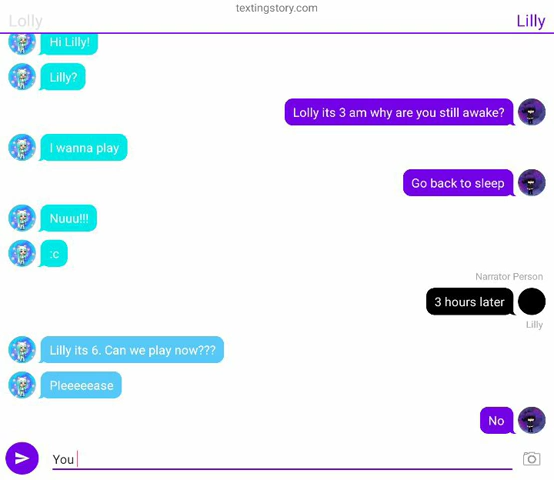 textingstory.com
Lolly
Lilly
Hi Lilly!
Lilly?
Lolly its 3 am why are you still awake?
I wanna play
Go back to sleep
Nuuu!!!
:c
Narrator Person
3 hours later
Lilly
Lilly its 6. Can we play now???
Pleeeeease
No
You